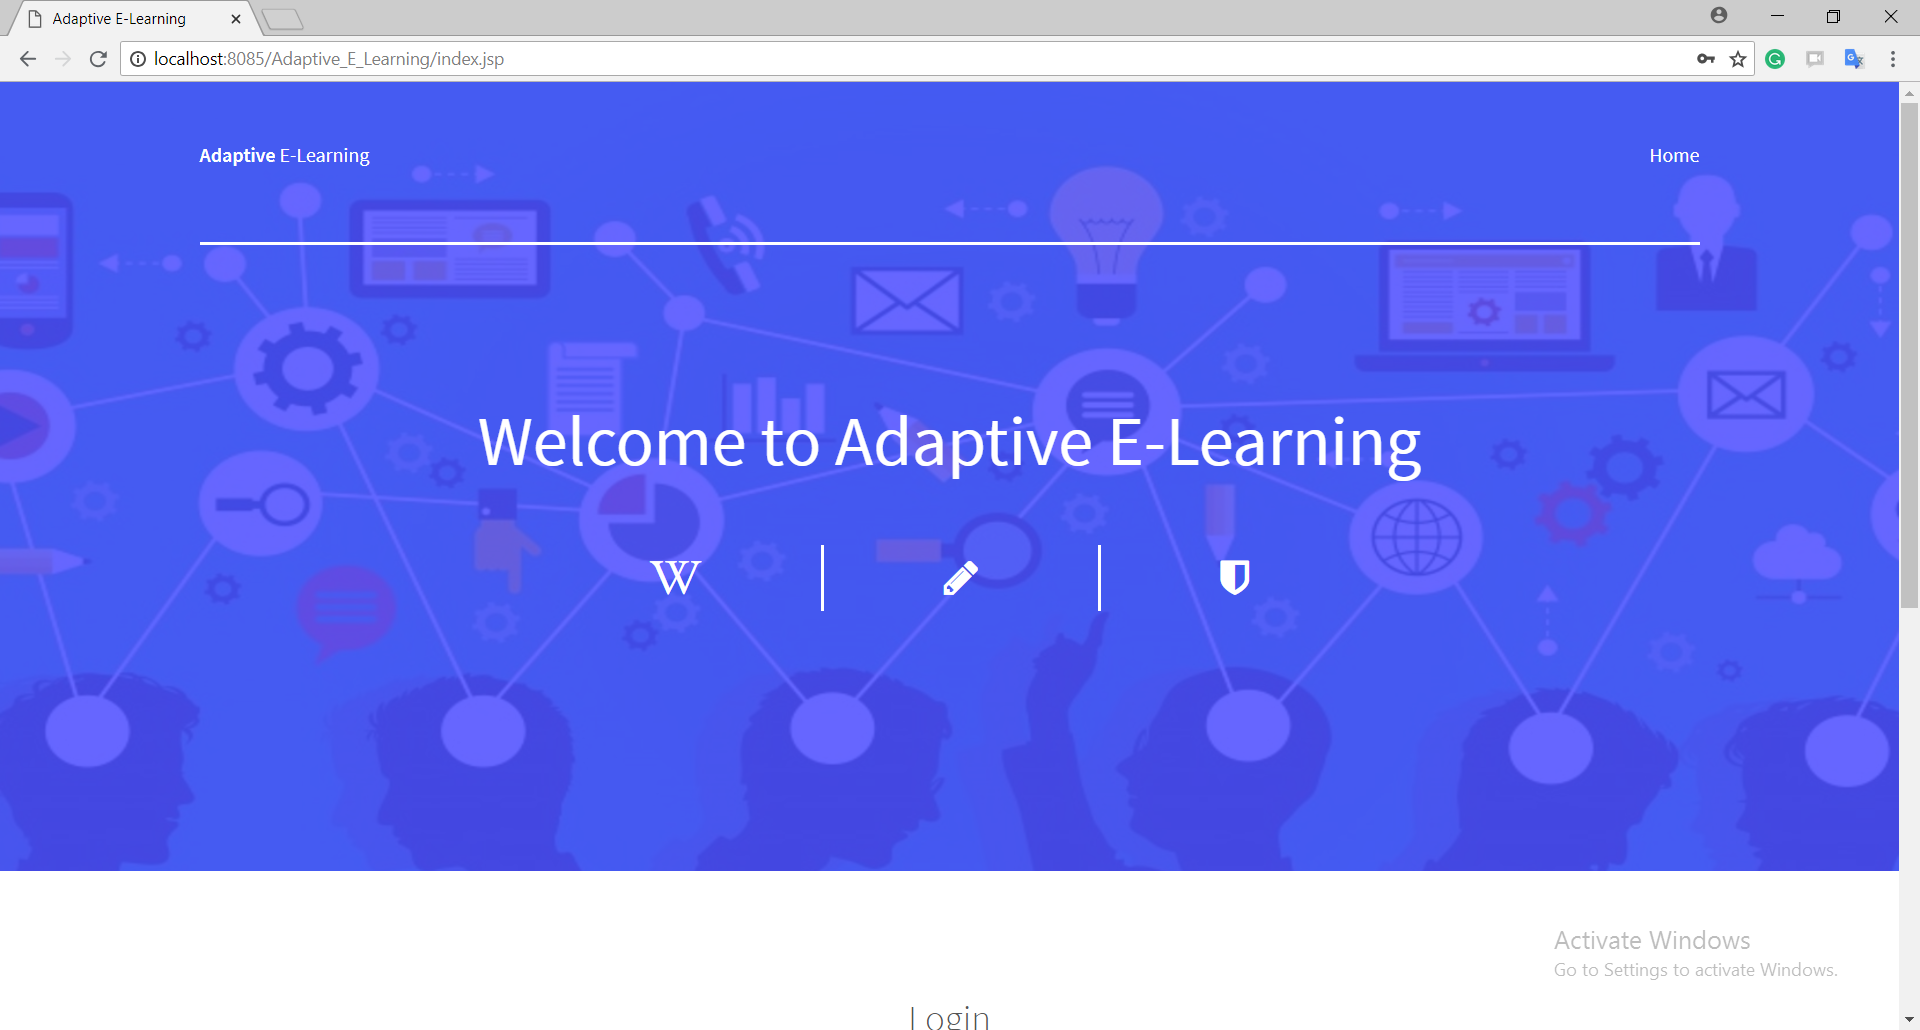 Adaptive E-Learning
localhost:8085/Adaptive_E_Learning/index.jsp
Adaptive E-Learning
Home
Welcome to Adaptive E-Learning
W
Activate Windows
Go to Settings to activate Windows.
Login